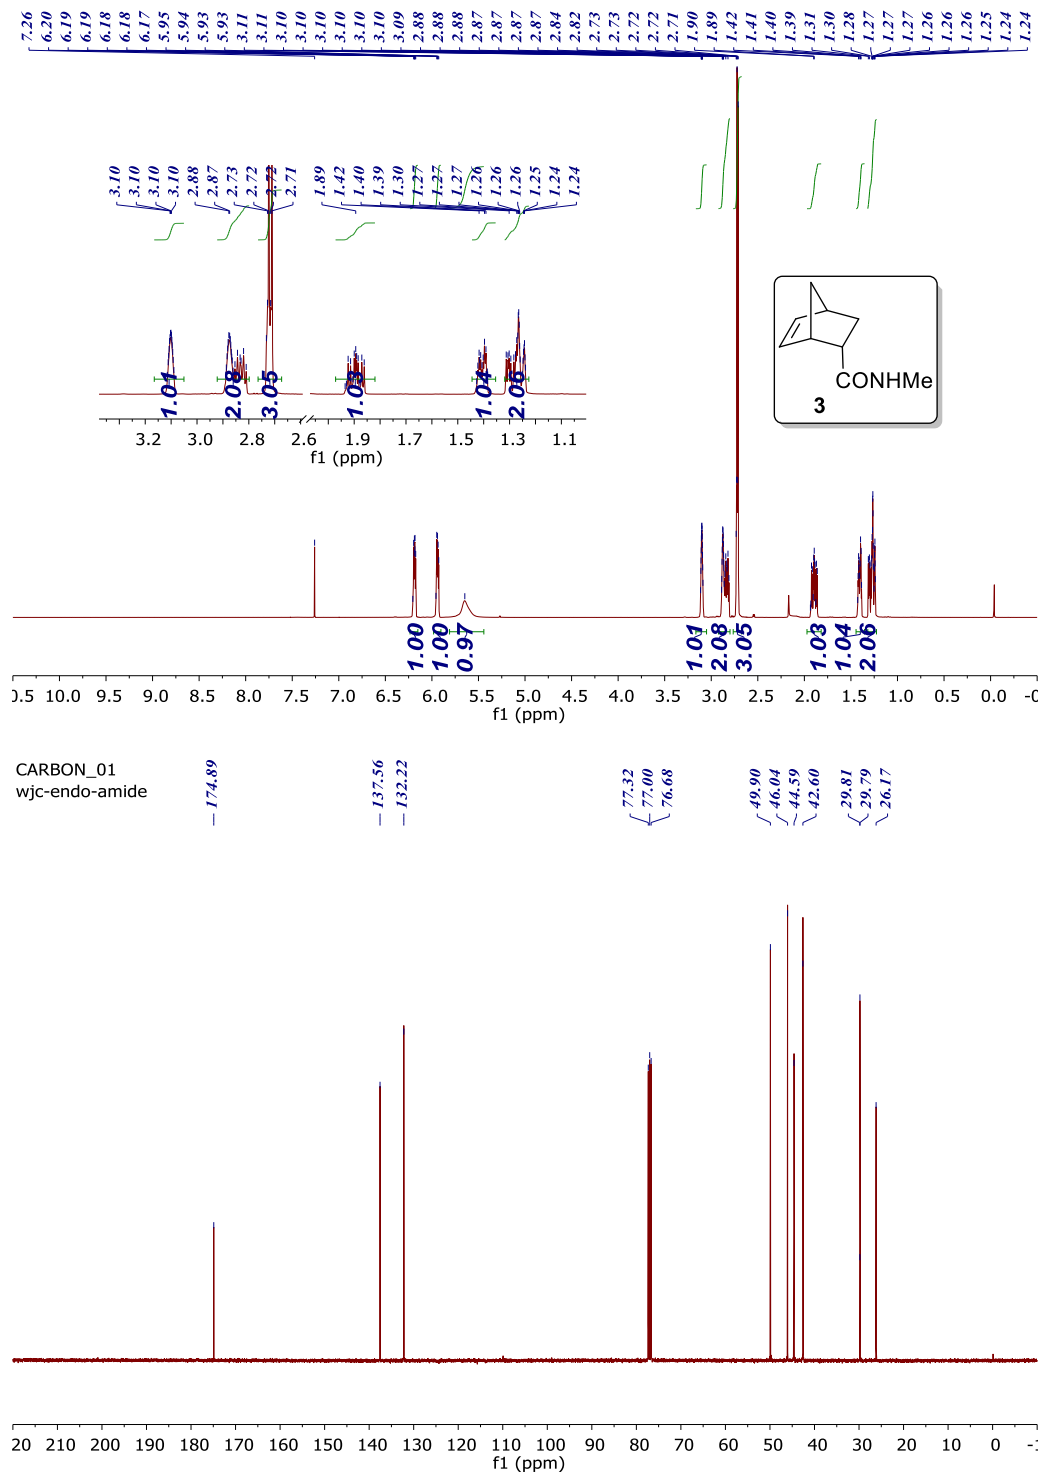 7.26 6.20 6.19 6.19 6.18 6.18 6.17 5.95 5.94 5.93 5.93 3.11 3.11 3.10 3.10 3.10 3.10 3.10 3.09 2.88 2.88 2.88 2.87 2.87 2.87 2.87 2.84 2.82 2.73 2.73 2.72 2.72 2.71 1.90 1.89 1.42 1.41 1.40 1.39 1.31 1.30 1.28 1.27 1.27 1.27 1.26 1.26 1.26 1.25 1.24 1.24
3.10 3.10 3.10 3.10 2.88 2.87 2.73 2.72 2.72 2.71 1.89 1.42 1.40 1.39 1.30 1.27 1.27 1.27 1.26 1.26 1.26 1.25 1.24 1.24
1.01 2.08 3.05 1.03 1.04 2.06
3.2 3.0 2.8 2.6 1.9 1.7 1.5 1.3 1.1
f1 (ppm)
CONHMe
3
1.00 1.00 0.97 1.01 2.08 3.05 1.03 1.04 2.06
0.5 10.0 9.5 9.0 8.5 8.0 7.5 7.0 6.5 6.0 5.5 5.0 4.5 4.0 3.5 3.0 2.5 2.0 1.5 1.0 0.5 0.0 -0
f1 (ppm)
CARBON_01
wjc-endo-amide
174.89 137.56 132.22 77.32 77.00 76.68 49.90 46.04 44.59 42.60 29.81 29.79 26.17
20 210 200 190 180 170 160 150 140 130 120 110 100 90 80 70 60 50 40 30 20 10 0 -1
f1 (ppm)